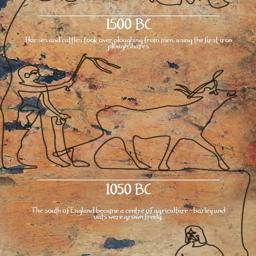 1500 BC
Horses and cattles took over ploughing from men, using the first iron
ploughshares
1050 BC
The south of England became a centre of agriculture - barley and
oats were grown freely